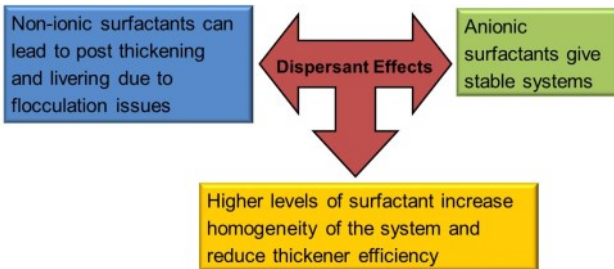 Non-ionic surfactants can
lead to post thickening
and livering due to
flocculation issues
Dispersant Effects
Anionic
surfactants give
stable systems
Higher levels of surfactant increase
homogeneity of the system and
reduce thickener efficiency